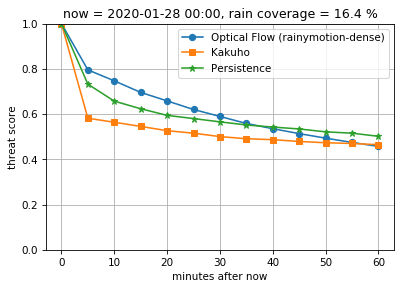 now = 2020-01-28 00:00, rain coverage = 16.4 %
Optical Flow (rainymotion-dense)
Kakuho
Persistence
threat score
1.0
0.8
0.6
0.4
0.2
0.0
0 10 20 30 40 50 60
minutes after now